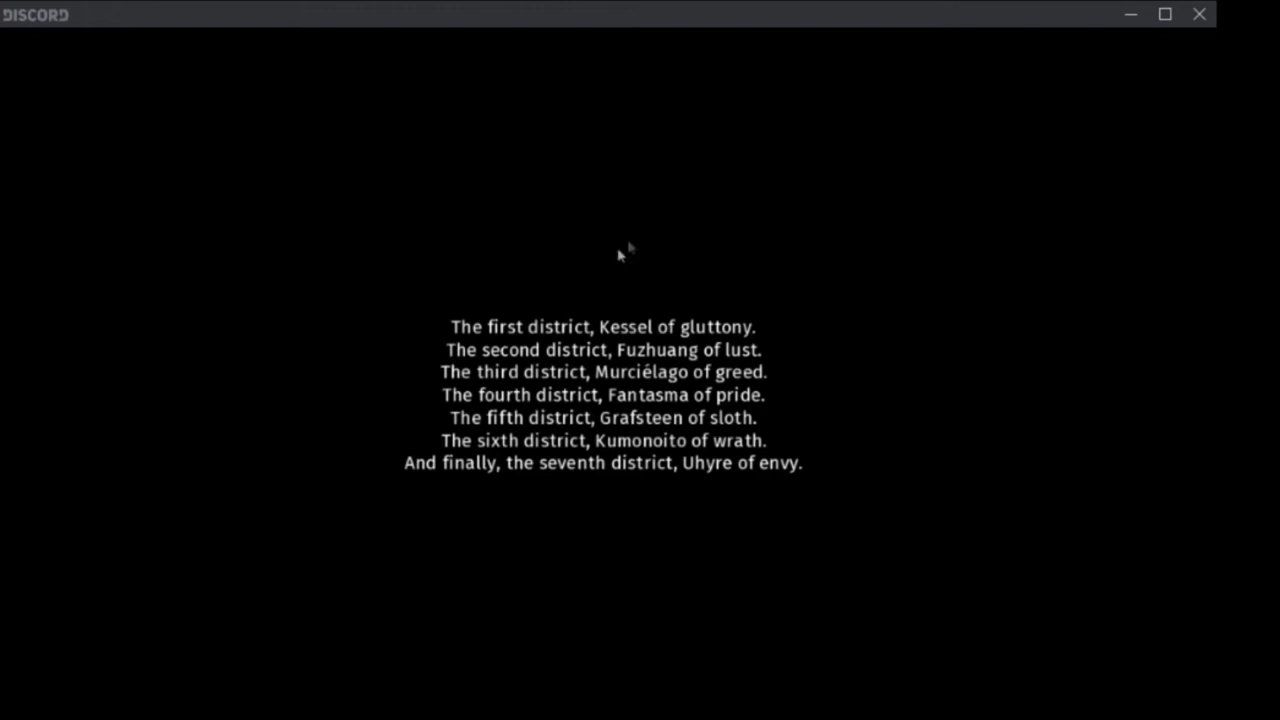 DISCORD
The first district, Kessel of gluttony.
The second district, Fuzhuang of lust.
The third district, Murciélago of greed.
The fourth district, Fantasma of pride.
The fifth district, Grafsteen of sloth.
The sixth district, Kumonoito of wrath.
And finally, the seventh district, Uhyre of envy.